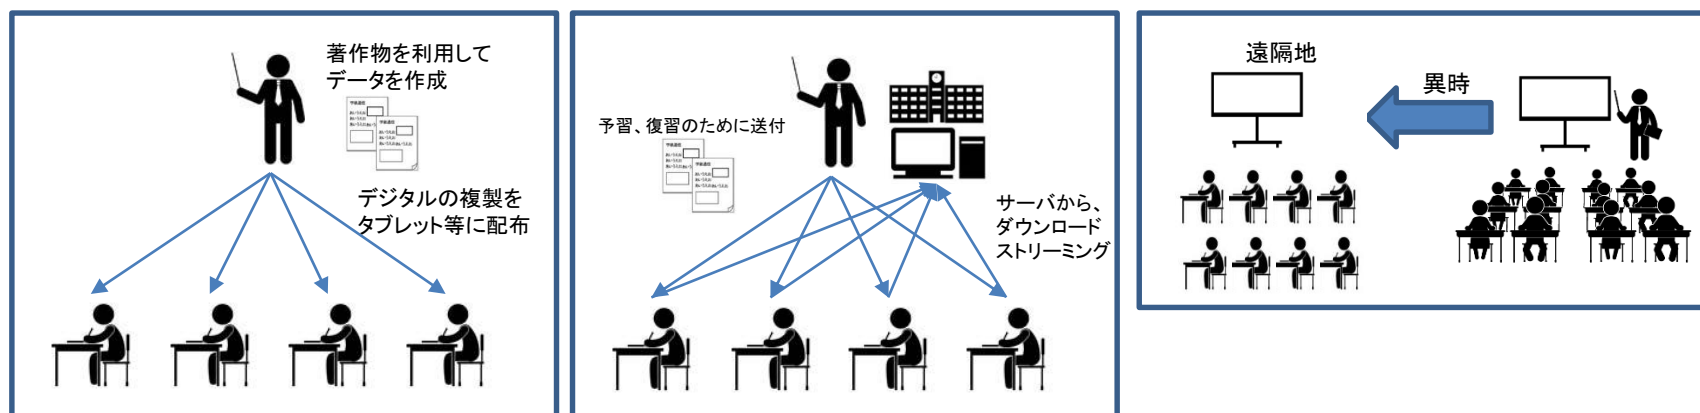 著作物を利用して
データを作成
デジタルの複製を
タブレット等に配布
予習、復習のために送付
サーバから、
ダウンロード
ストリーミング
遠隔地
異時